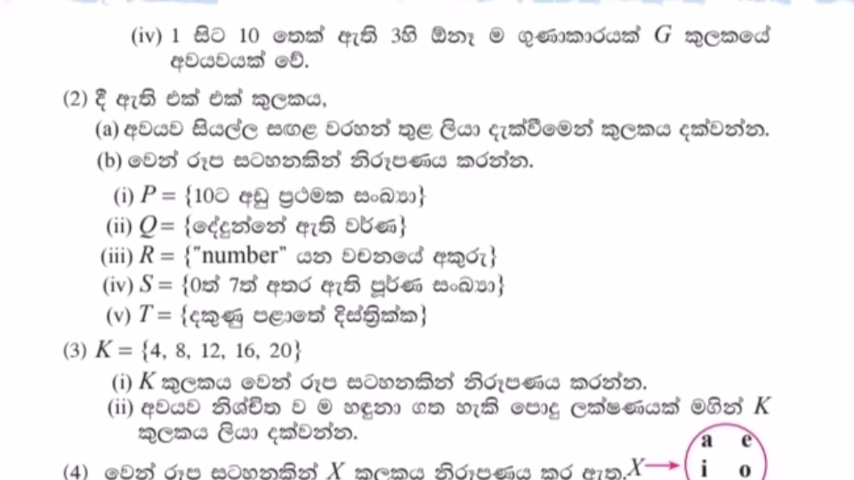 (iv) 1 සිට 10 තෙක් ඇති 3හි ඕනෑ ම ගුණාකාරයක් G කුලකයේ
අවයවයක් වේ.
(2) දී ඇති එක් එක් කුලකය,
(a) අවයව සියල්ල සඟළ වරහන් තුළ ලියා දැක්වීමෙන් කුලකය දක්වන්න.
(b) වෙන් රූප සටහනකින් නිරූපණය කරන්න.
(i) P = {10ට අඩු ප්‍රථමක සංඛ්‍යා}
(ii) Q = {දේදුන්නේ ඇති වර්ණ}
(iii) R = {"number" යන වචනයේ අකුරු}
(iv) S = {0ත් 7ත් අතර ඇති පූර්ණ සංඛ්‍යා}
(v) T = {දකුණු පළාතේ දිස්ත්‍රික්ක}
(3) K = {4, 8, 12, 16, 20}
(i) K කුලකය වෙන් රූප සටහනකින් නිරූපණය කරන්න.
(ii) අවයව නිශ්චිත ව ම හඳුනා ගත හැකි පොදු ලක්ෂණයක් මගින් K
කුලකය ලියා දක්වන්න.
a e
(4) වෙන් රූප සටහනකින් X කුලකය නිරූපණය කර ඇත. X i o